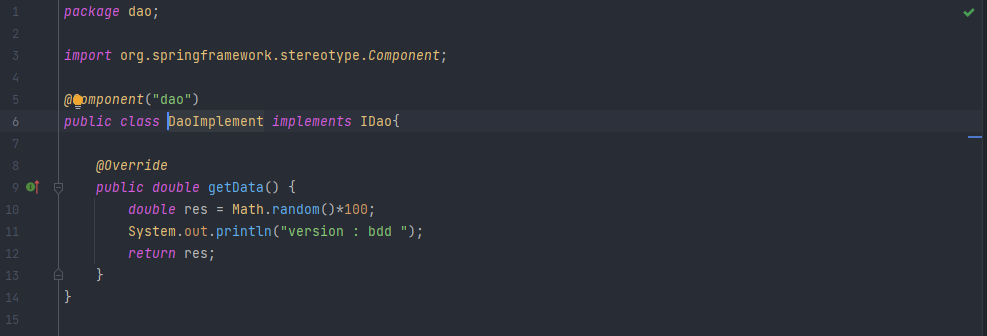 1 package dao;
2
3 import org.springframework.stereotype.Component;
4
5 @Component("dao")
6 public class DaoImplement implements IDao{
7
8 @Override
9 public double getData() {
10 double res = Math.random()*100;
11 System.out.println("version : bdd ");
12 return res;
13 }
14 }
15